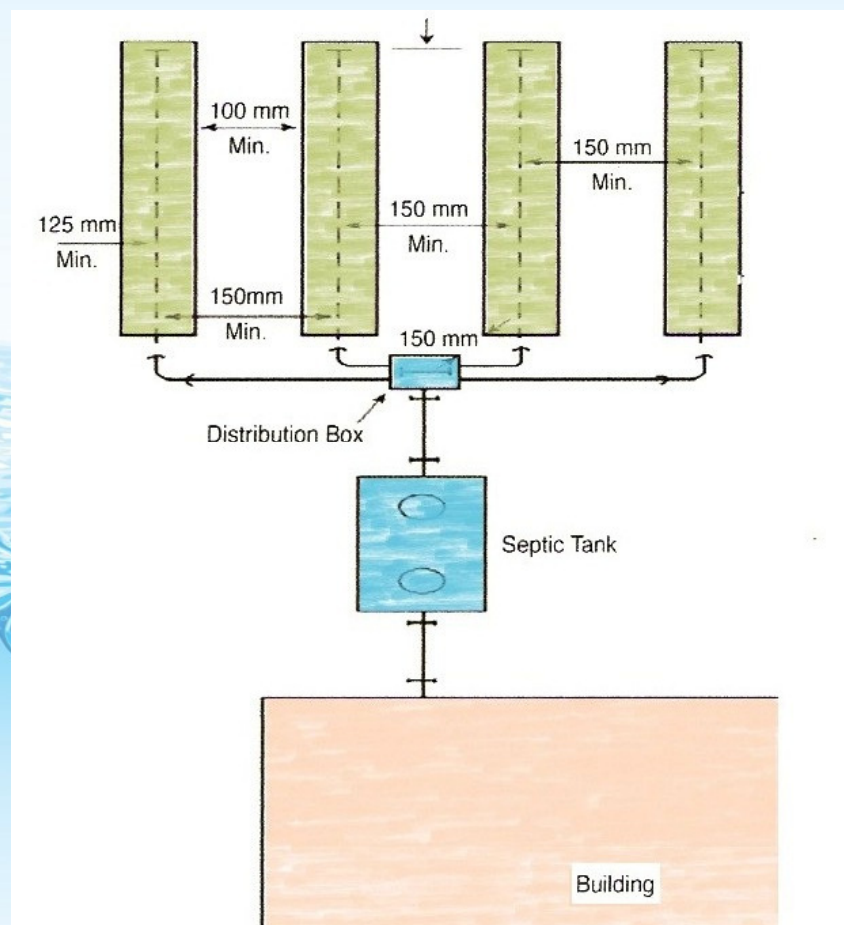 100 mm
Min.
150 mm
Min.
125 mm
Min.
150 mm
Min.
150mm
Min.
150 mm
Distribution Box
Septic Tank
Building